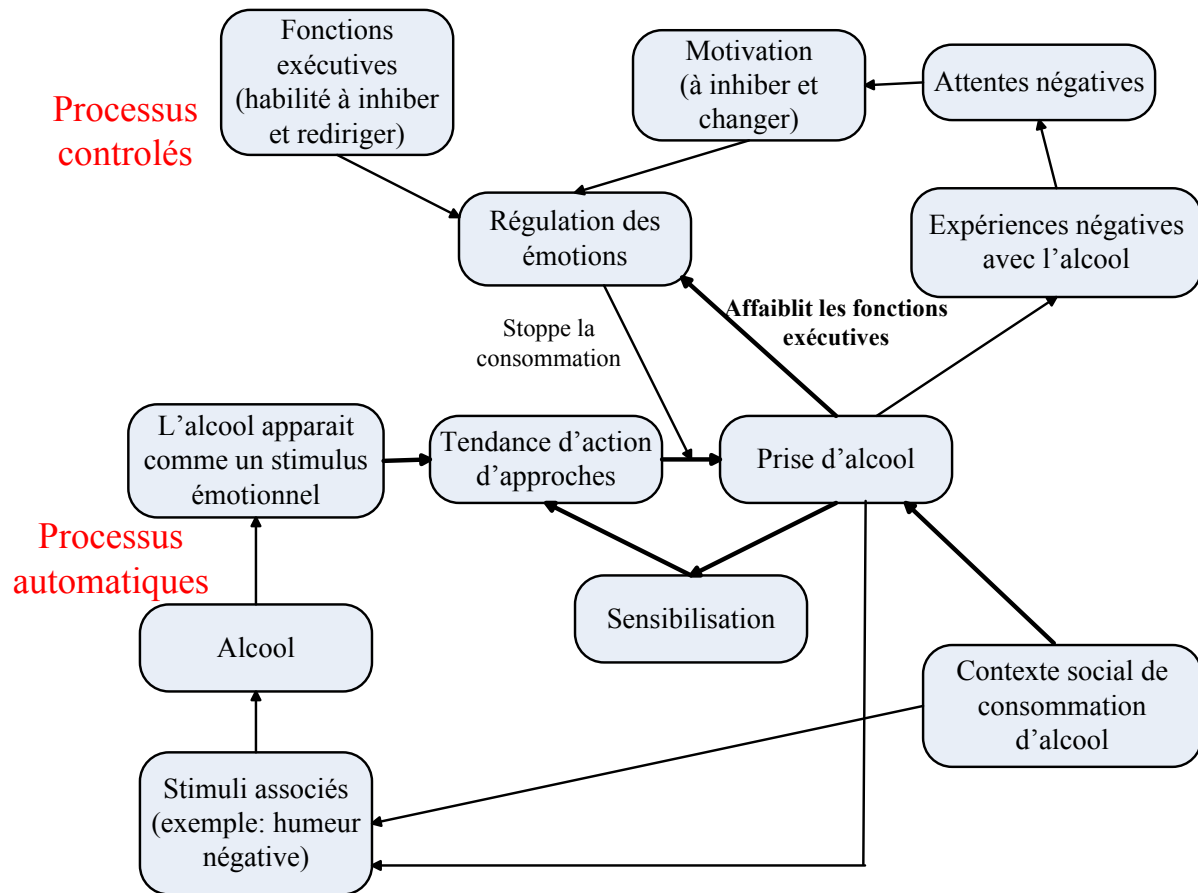 Fonctions
exécutives
(habilité à inhiber
et rediriger)
Motivation
(à inhiber et
changer)
Attentes négatives
Processus
controlés
Régulation des
émotions
Expériences négatives
avec l'alcool
Stoppe la
consommation
Affaiblit les fonctions
exécutives
L'alcool apparait
comme un stimulus
émotionnel
Tendance d'action
d'approches
Prise d'alcool
Processus
automatiques
Sensibilisation
Alcool
Contexte social de
consommation
d'alcool
Stimuli associés
(exemple: humeur
négative)